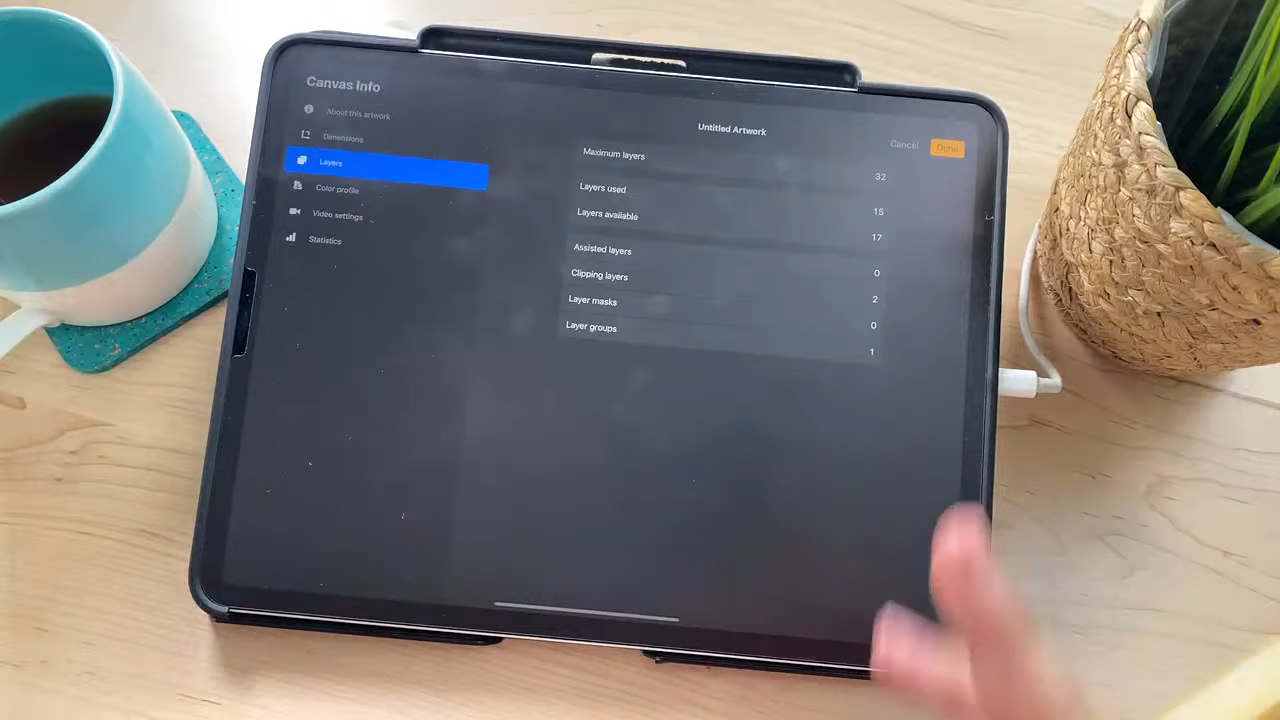 Canvas Info
About this artwork
Dimensions
Layers
Color profile
Video settings
Statistics
Untitled Artwork
Cancel
Done
Maximum layers 32
Layers used 15
Layers available 17
Assisted layers 0
Clipping layers 2
Layer masks 0
Layer groups 1